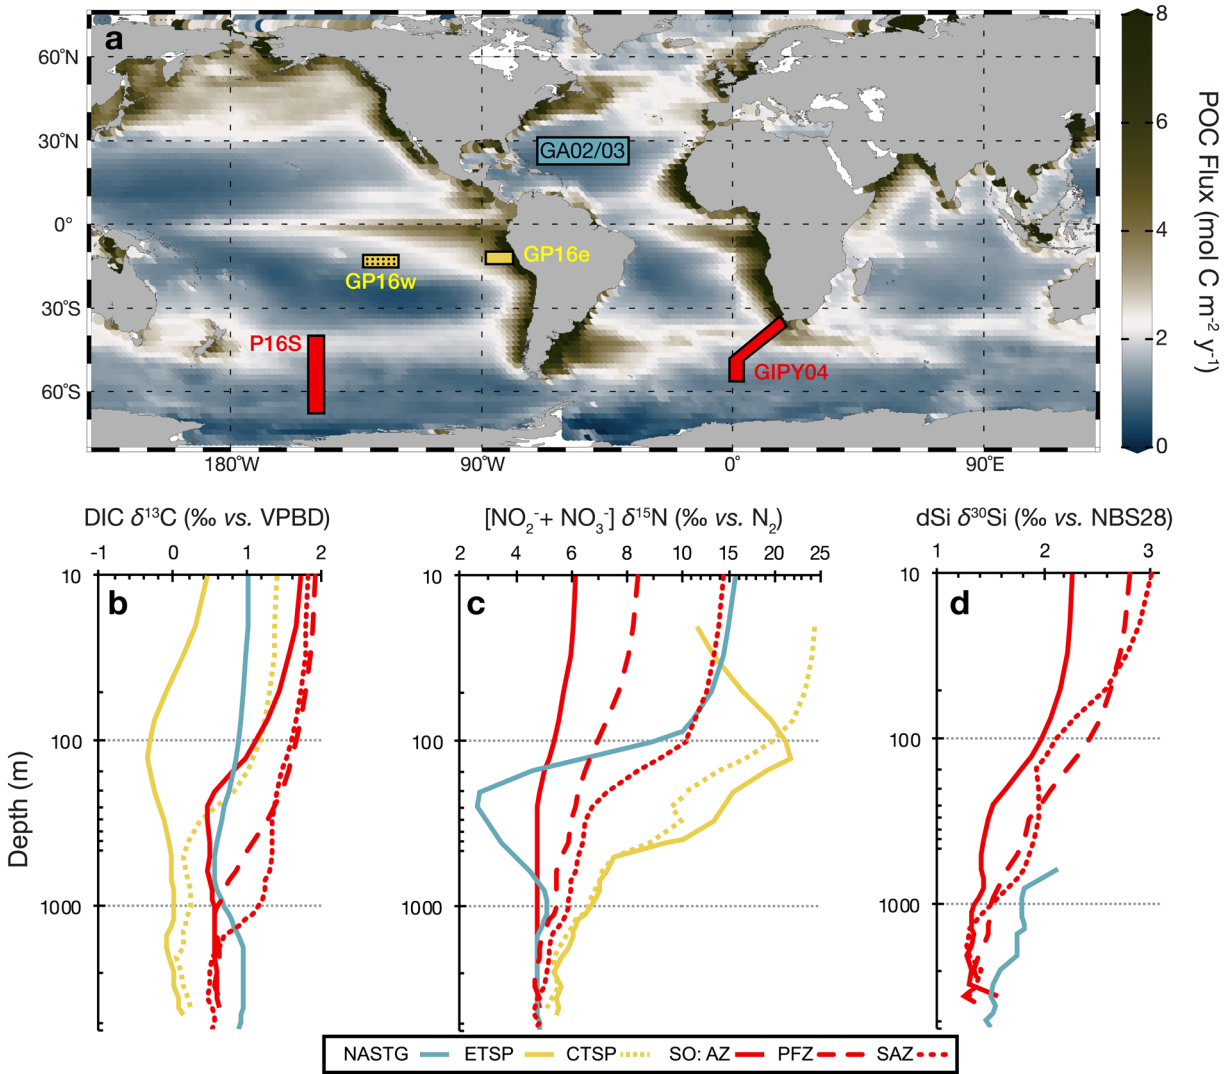 a
60°N
30°N
0°
30°S
60°S
180°W
90°W
0°
90°E
GA02/03
GP16e
GP16w
P16S
GIPY04
8
6
4
2
0
POC Flux (mol C m-2 y-1)
DIC δ13C (‰ vs. VPBD)
-1 0 1 2
[NO2-+ NO3-] δ15N (‰ vs. N2)
2 4 6 8 10 15 20 25
dSi δ30Si (‰ vs. NBS28)
1 2 3
b
c
d
10
100
1000
10
100
1000
10
100
1000
Depth (m)
NASTG ETSP CTSP SO: AZ PFZ SAZ